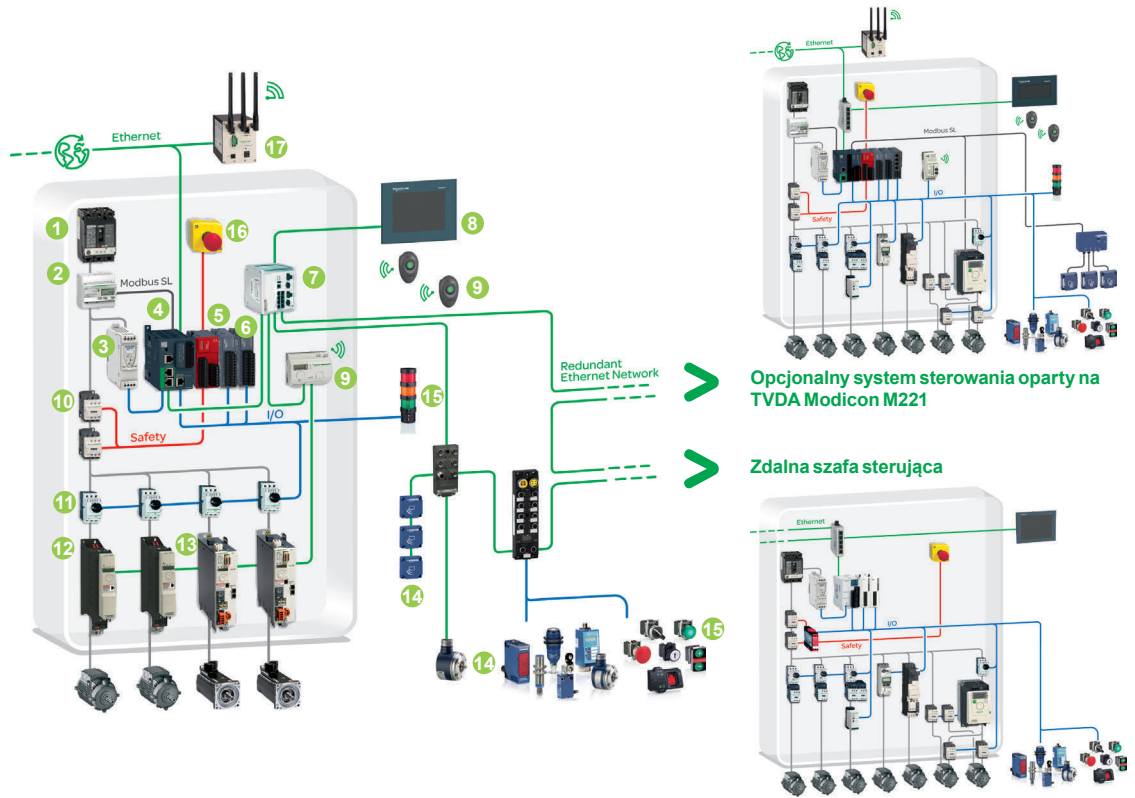 Ethernet
17
1
16
8
2
7
Modbus SL
9
4
5
6
3
9
10
15
I/O
Safety
11
12
13
14
14
15
Redundant
Ethernet Network
Ethernet
Modbus SL
I/O
Safety
Opcjonalny system sterowania oparty na
TVDA Modicon M221
Zdalna szafa sterująca
Ethernet
I/O
Safety